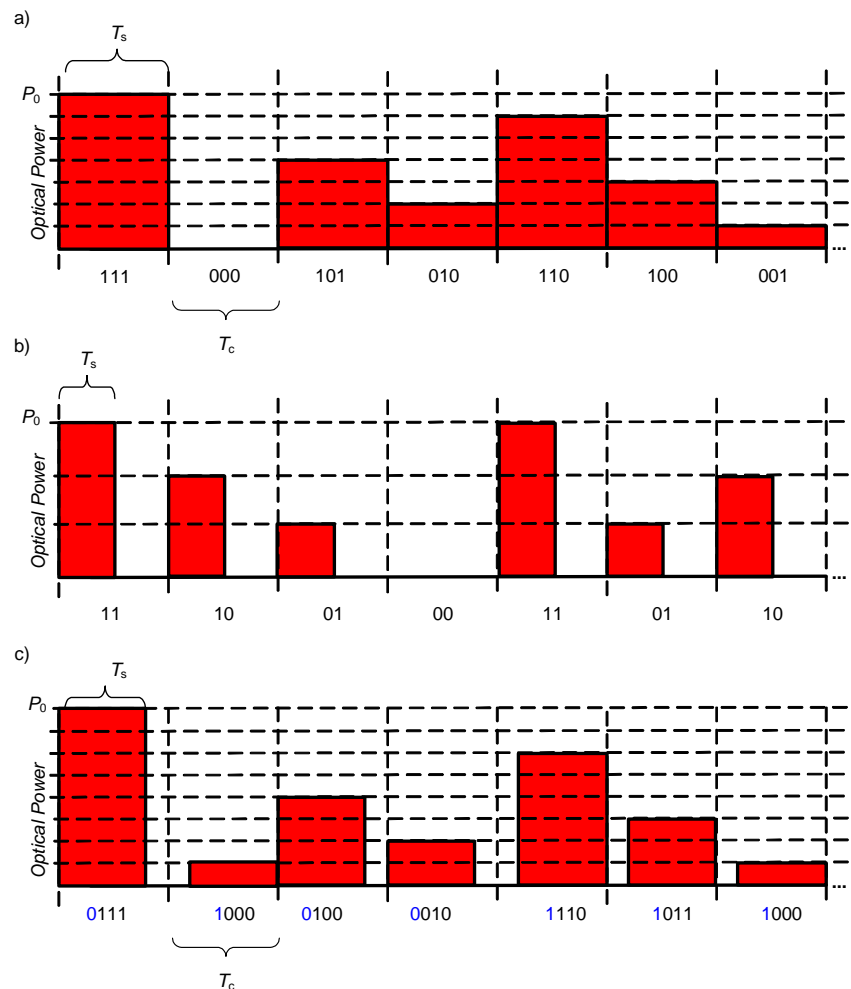 a)
Ts
P0
Optical Power
...
111 000 101 010 110 100 001
Tc
b)
Ts
P0
Optical Power
...
11 10 01 00 11 01 10
c)
Ts
P0
Optical Power
...
0111 1000 0100 0010 1110 1011 1000
Tc